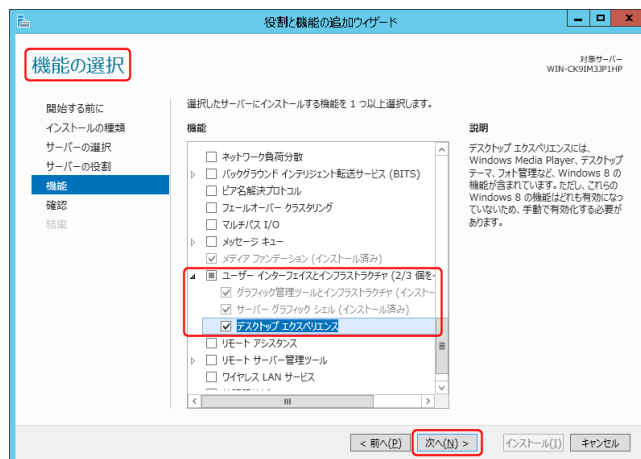 役割と機能の追加ウィザード
機能の選択
対象サーバー
WIN-CK9IM3JP1HP
開始する前に
インストールの種類
サーバーの選択
サーバーの役割
機能
確認
結果
選択したサーバーにインストールする機能を 1 つ以上選択します。
機能
ネットワーク負荷分散
バックグラウンド インテリジェント転送サービス (BITS)
ピア名解決プロトコル
フェールオーバー クラスタリング
マルチパス I/O
メッセージ キュー
メディア ファンデーション (インストール済み)
ユーザー インターフェイスとインフラストラクチャ (2/3 個を
グラフィック管理ツールとインフラストラクチャ (インストー
サーバー グラフィック シェル (インストール済み)
デスクトップ エクスペリエンス
リモート アシスタンス
リモート サーバー管理ツール
ワイヤレス LAN サービス
説明
デスクトップ エクスペリエンスには、
Windows Media Player、デスクトップ
テーマ、フォト管理など、Windows 8 の
機能が含まれています。ただし、これらの
Windows 8 の機能はどれも有効になっ
ていないため、手動で有効化する必要が
あります。
< 前へ(P)
次へ(N) >
インストール(I)
キャンセル